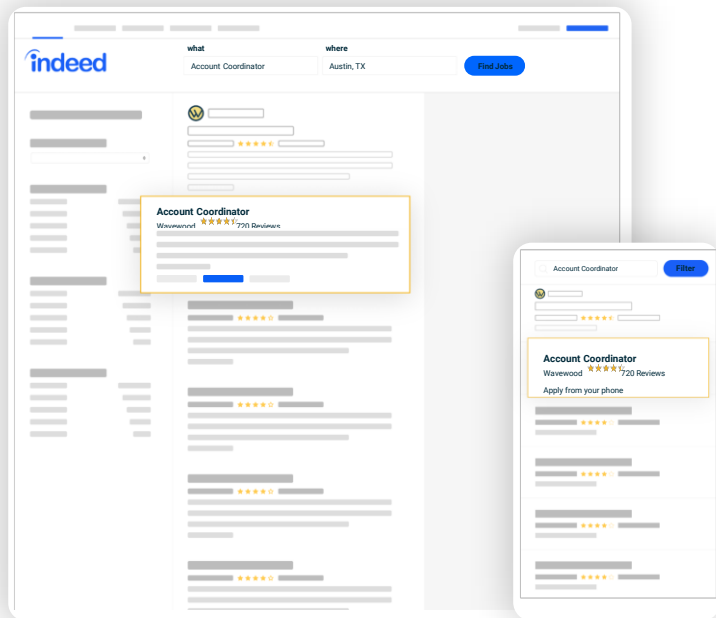 what
where
indeed
Account Coordinator
Austin, TX
Find Jobs
W
Account Coordinator
Wavewood 720 Reviews
Account Coordinator
Filter
W
Account Coordinator
Wavewood 720 Reviews
Apply from your phone